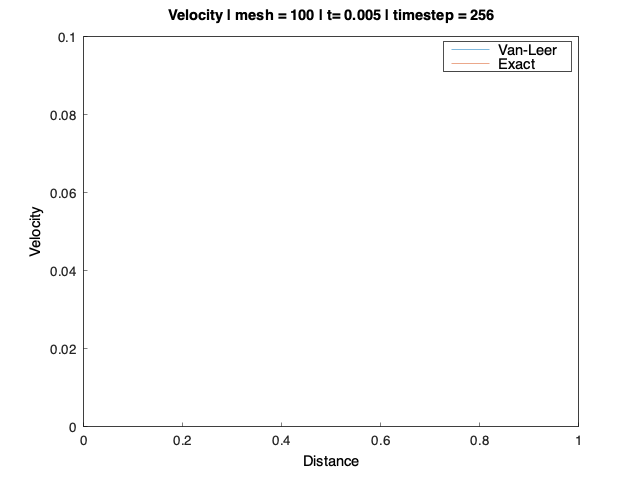 Velocity | mesh = 100 | t= 0.005 | timestep = 256
0.1
Van-Leer
Exact
0.08
0.06
Velocity
0.04
0.02
0
0 0.2 0.4 0.6 0.8 1
Distance